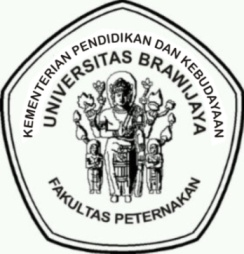 KEMENTERIAN PENDIDIKAN DAN KEBUDAYAAN
UNIVERSITAS BRAWIJAYA
FAKULTAS PETERNAKAN